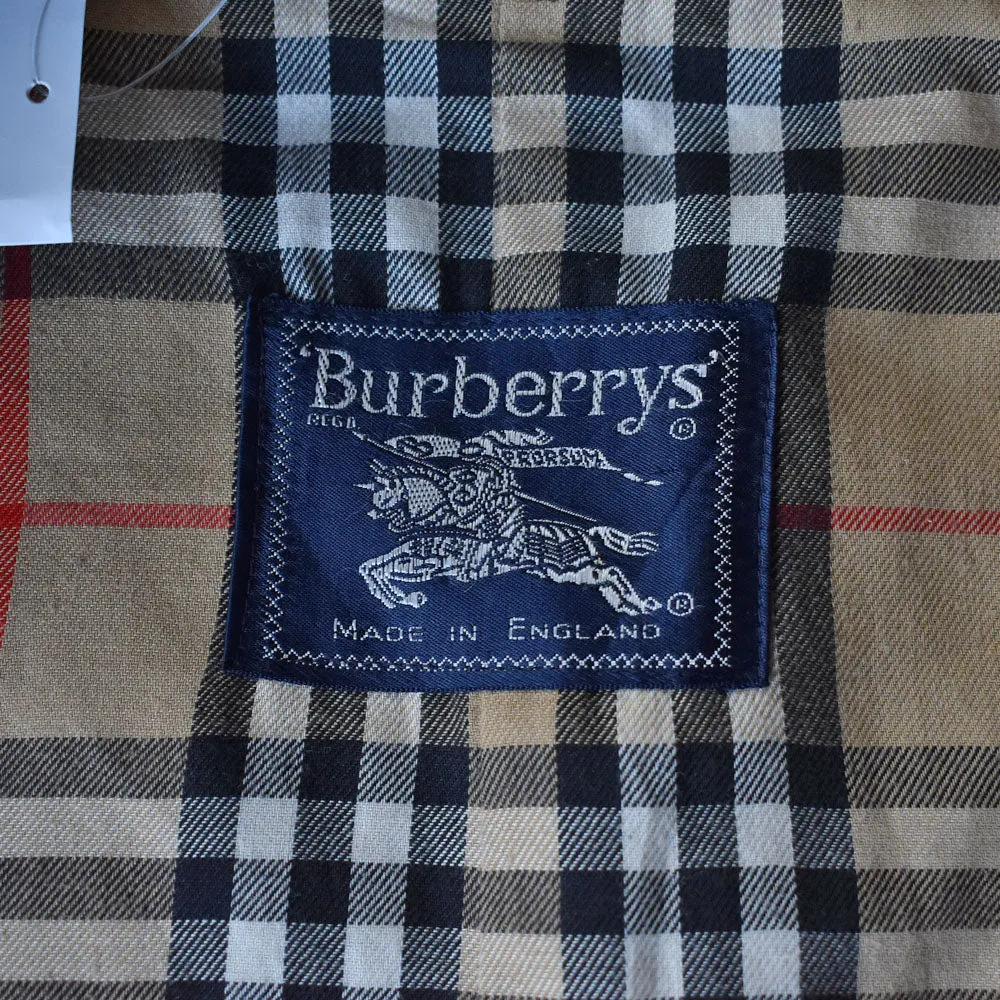 'Burberrys'
REGD ®
PRORSUM
®
MADE IN ENGLAND